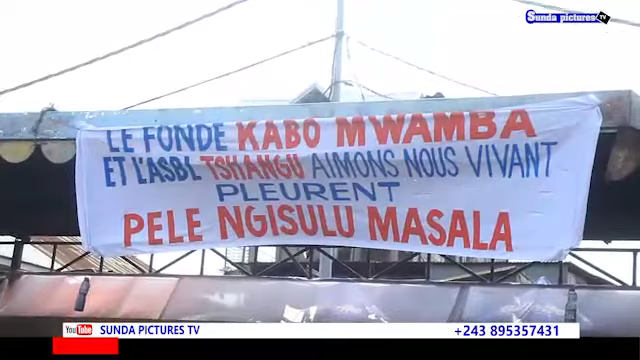 Sunda pictures TV
LE FONDE KABO MWAMBA
ET L'ASBL TSHANGU AIMONS NOUS VIVANT
PLEURENT
PELE NGISULU MASALA
YouTube SUNDA PICTURES TV +243 895357431